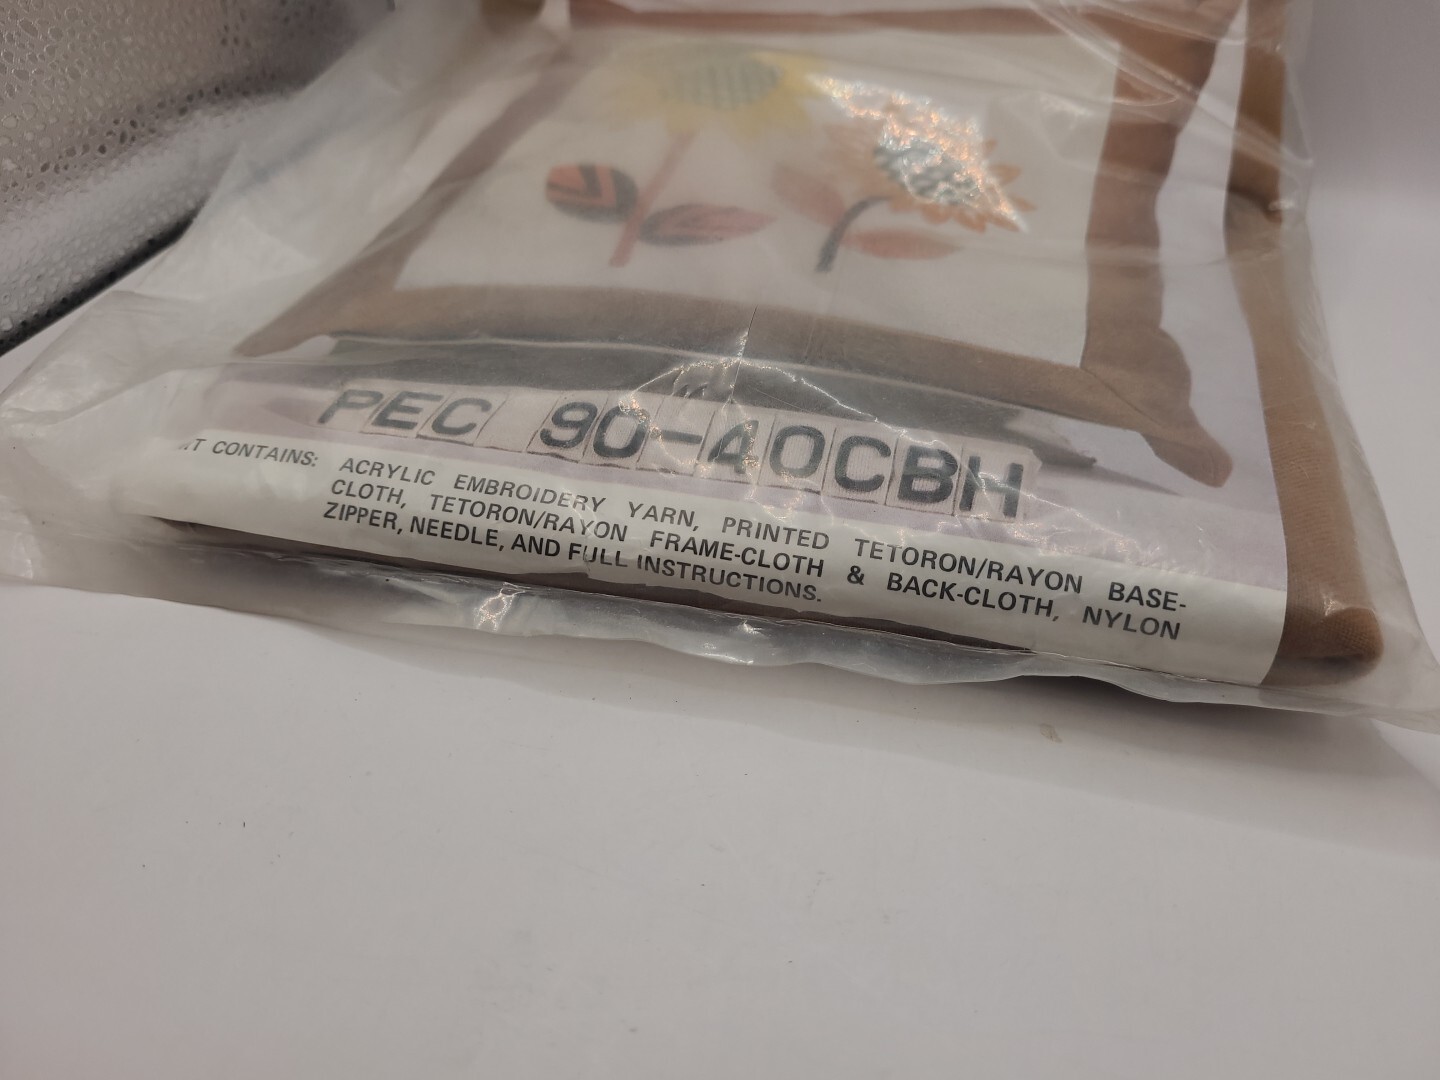 PEC 90-40CBH
CONTAINS: ACRYLIC EMBROIDERY YARN, PRINTED TETORON/RAYON BASE-
CLOTH, TETORON/RAYON FRAME-CLOTH & BACK-CLOTH, NYLON
ZIPPER, NEEDLE, AND FULL INSTRUCTIONS.